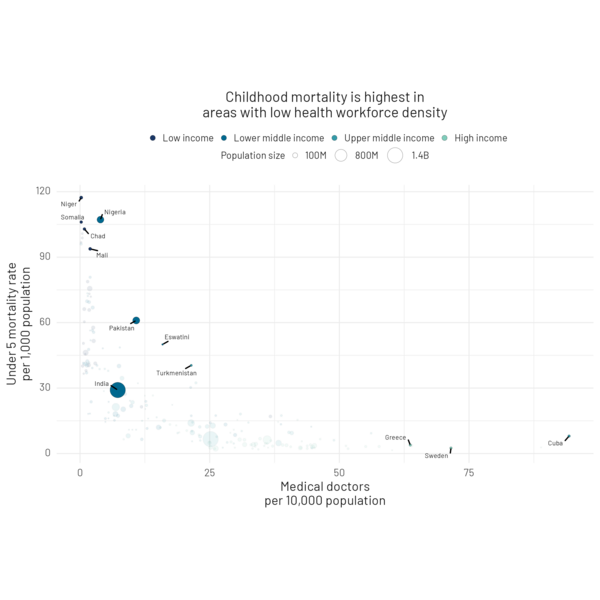 Childhood mortality is highest in
areas with low health workforce density
Low income Lower middle income Upper middle income High income
Population size 100M 800M 1.4B
Under 5 mortality rate
per 1,000 population
120
90
60
30
0
Niger
Nigeria
Somalia
Chad
Mali
Pakistan
Eswatini
Turkmenistan
India
Greece
Sweden
Cuba
0 25 50 75
Medical doctors
per 10,000 population